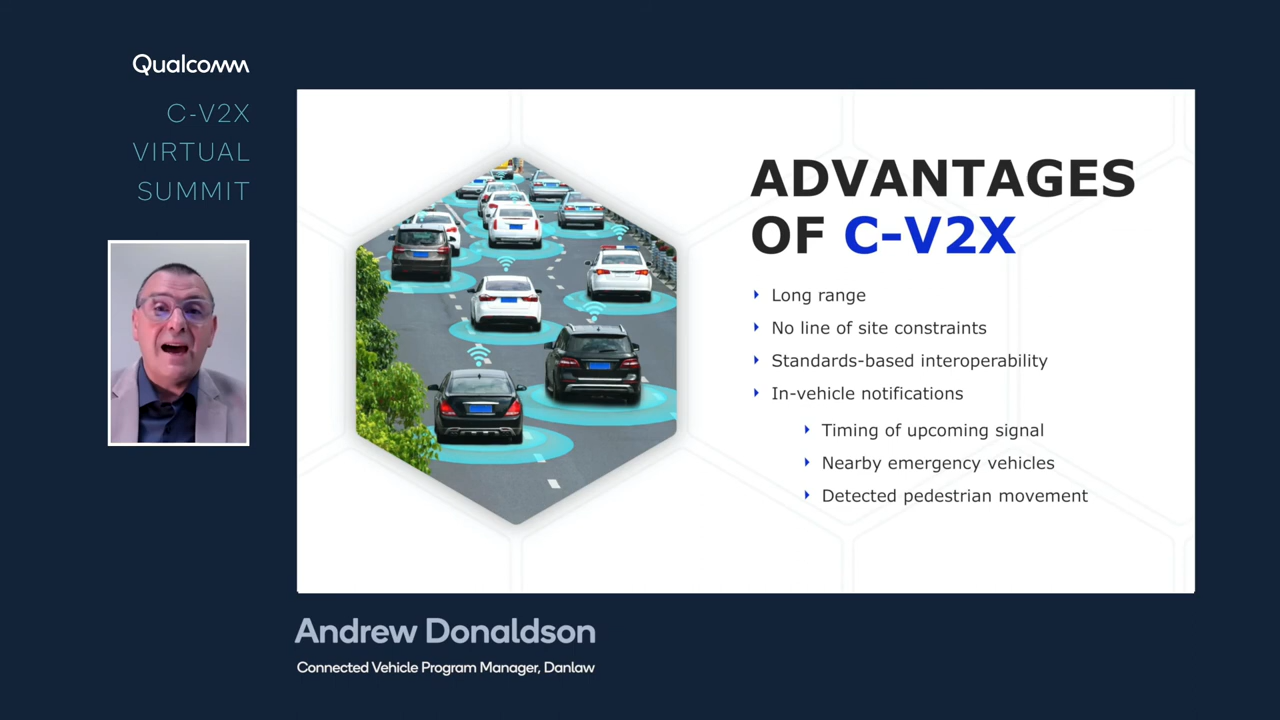 Qualcomm
C-V2X
VIRTUAL
SUMMIT
ADVANTAGES
OF C-V2X
Long range
No line of site constraints
Standards-based interoperability
In-vehicle notifications
Timing of upcoming signal
Nearby emergency vehicles
Detected pedestrian movement
Andrew Donaldson
Connected Vehicle Program Manager, Danlaw